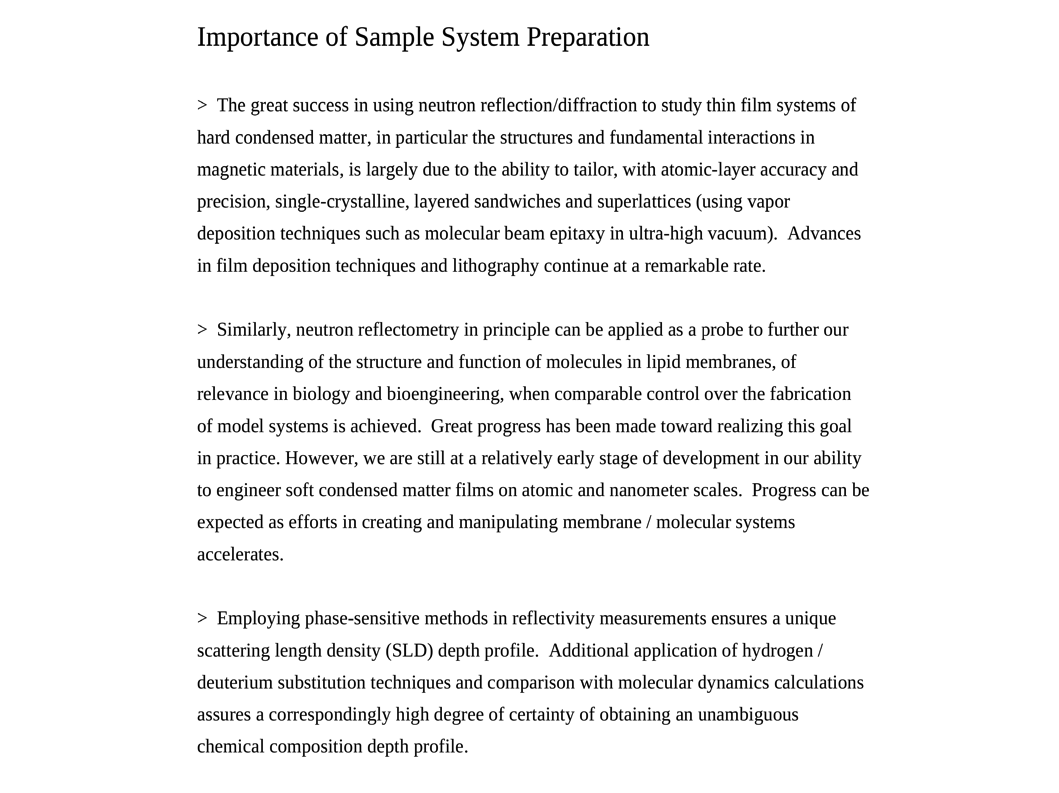 Importance of Sample System Preparation
>  The great success in using neutron reflection/diffraction to study thin film systems of
hard condensed matter, in particular the structures and fundamental interactions in
magnetic materials, is largely due to the ability to tailor, with atomic-layer accuracy and
precision, single-crystalline, layered sandwiches and superlattices (using vapor
deposition techniques such as molecular beam epitaxy in ultra-high vacuum).  Advances
in film deposition techniques and lithography continue at a remarkable rate.
>  Similarly, neutron reflectometry in principle can be applied as a probe to further our
understanding of the structure and function of molecules in lipid membranes, of
relevance in biology and bioengineering, when comparable control over the fabrication
of model systems is achieved.  Great progress has been made toward realizing this goal
in practice. However, we are still at a relatively early stage of development in our ability
to engineer soft condensed matter films on atomic and nanometer scales.  Progress can be
expected as efforts in creating and manipulating membrane / molecular systems
accelerates.
>  Employing phase-sensitive methods in reflectivity measurements ensures a unique
scattering length density (SLD) depth profile.  Additional application of hydrogen /
deuterium substitution techniques and comparison with molecular dynamics calculations
assures a correspondingly high degree of certainty of obtaining an unambiguous
chemical composition depth profile.